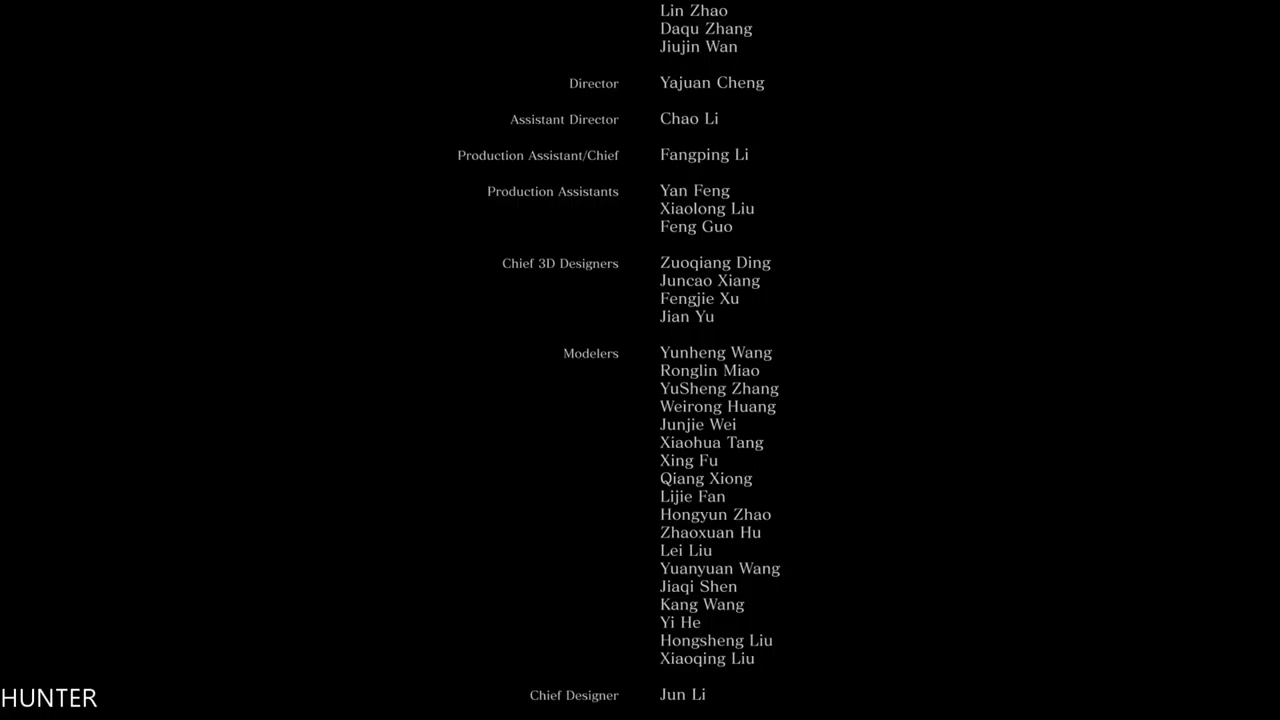 Lin Zhao
Daqu Zhang
Jiujin Wan
Director Yajuan Cheng
Assistant Director Chao Li
Production Assistant/Chief Fangping Li
Production Assistants Yan Feng
Xiaolong Liu
Feng Guo
Chief 3D Designers Zuoqiang Ding
Juncao Xiang
Fengjie Xu
Jian Yu
Modelers Yunheng Wang
Ronglin Miao
YuSheng Zhang
Weirong Huang
Junjie Wei
Xiaohua Tang
Xing Fu
Qiang Xiong
Lijie Fan
Hongyun Zhao
Zhaoxuan Hu
Lei Liu
Yuanyuan Wang
Jiaqi Shen
Kang Wang
Yi He
Hongsheng Liu
Xiaoqing Liu
Chief Designer Jun Li
HUNTER